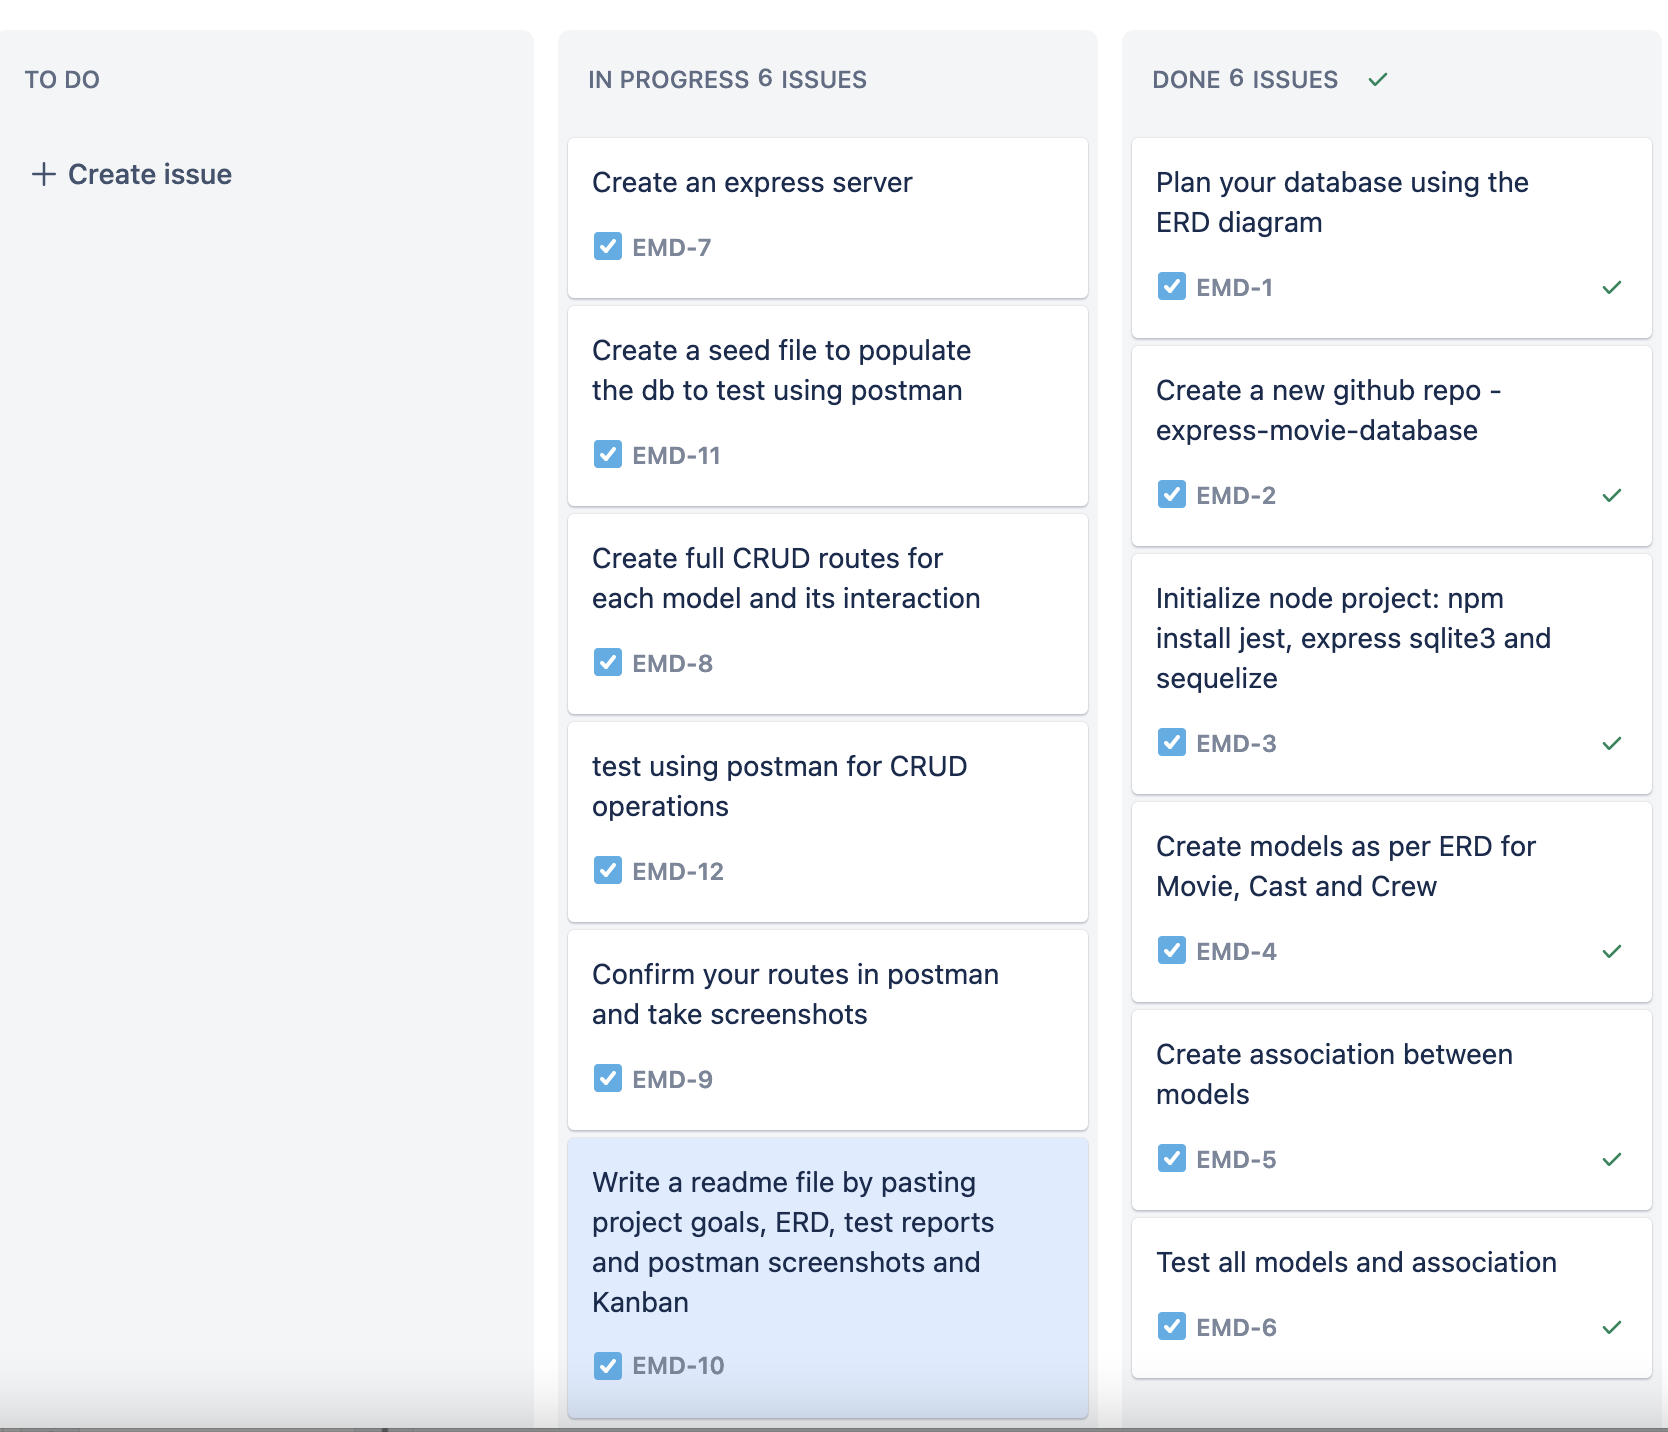 TO DO
+ Create issue
IN PROGRESS 6 ISSUES
Create an express server
EMD-7
Create a seed file to populate
the db to test using postman
EMD-11
Create full CRUD routes for
each model and its interaction
EMD-8
test using postman for CRUD
operations
EMD-12
Confirm your routes in postman
and take screenshots
EMD-9
Write a readme file by pasting
project goals, ERD, test reports
and postman screenshots and
Kanban
EMD-10
DONE 6 ISSUES
Plan your database using the
ERD diagram
EMD-1
Create a new github repo -
express-movie-database
EMD-2
Initialize node project: npm
install jest, express sqlite3 and
sequelize
EMD-3
Create models as per ERD for
Movie, Cast and Crew
EMD-4
Create association between
models
EMD-5
Test all models and association
EMD-6